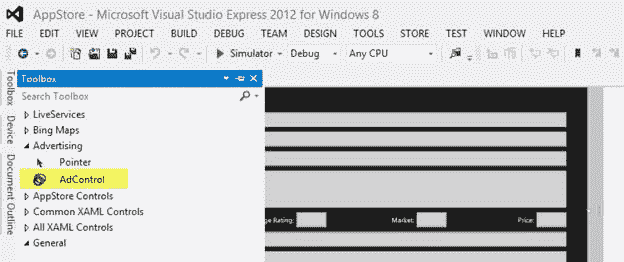 AppStore - Microsoft Visual Studio Express 2012 for Windows 8
FILE EDIT VIEW PROJECT BUILD DEBUG TEAM DESIGN TOOLS STORE TEST WINDOW HELP
Simulator Debug Any CPU
Toolbox
Device
Document Outline
Toolbox
Search Toolbox
LiveServices
Bing Maps
Advertising
Pointer
AdControl
AppStore Controls
Common XAML Controls
All XAML Controls
General
ge Rating: Market: Price: